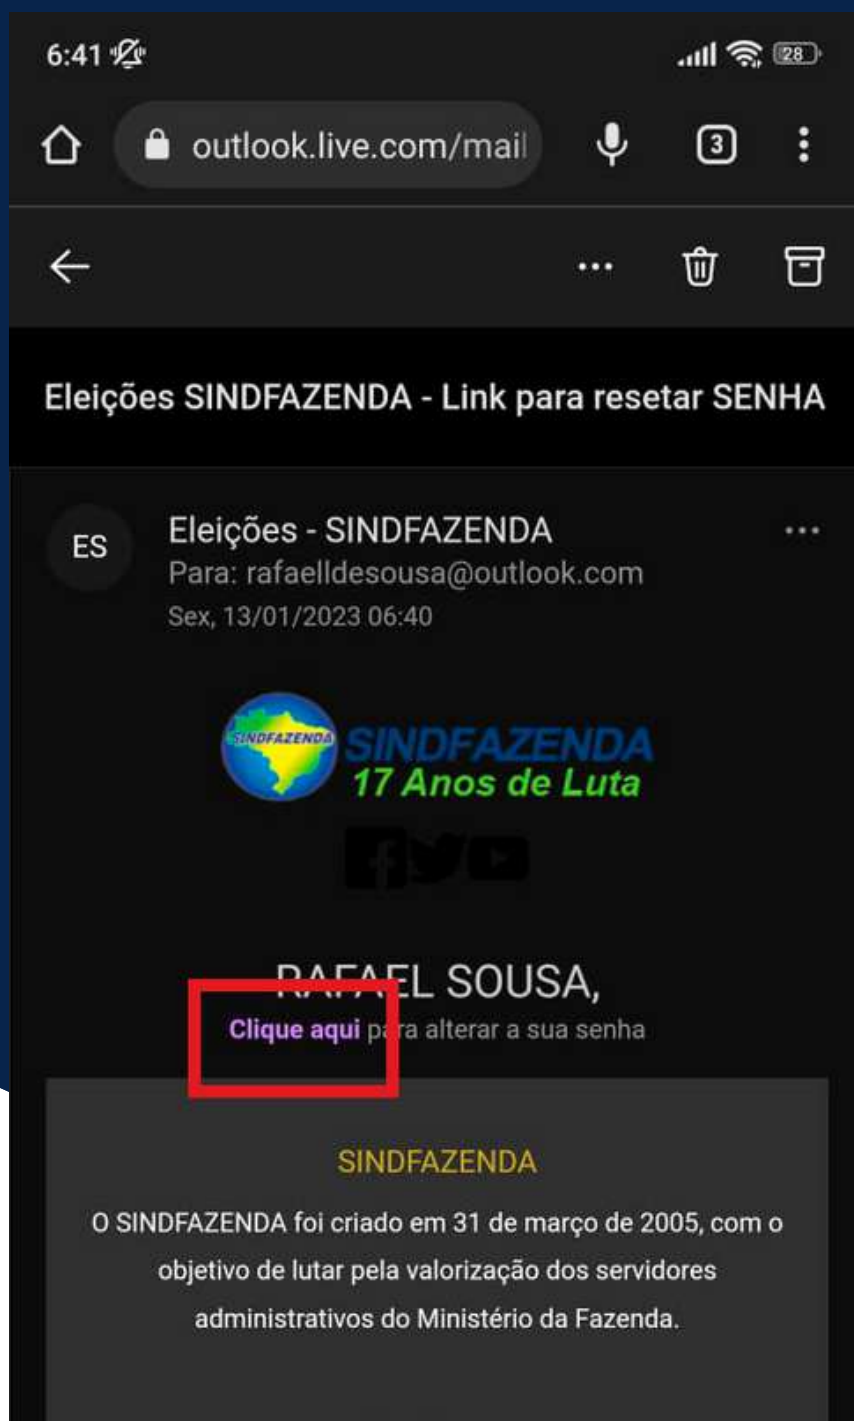 6:41
28
outlook.live.com/mail
3
Eleições SINDFAZENDA - Link para resetar SENHA
ES
Eleições - SINDFAZENDA
Para: rafaelldesousa@outlook.com
Sex, 13/01/2023 06:40
SINDFAZENDA
SINDFAZENDA
17 Anos de Luta
RAFAEL SOUSA,
Clique aqui para alterar a sua senha
SINDFAZENDA
O SINDFAZENDA foi criado em 31 de março de 2005, com o
objetivo de lutar pela valorização dos servidores
administrativos do Ministério da Fazenda.